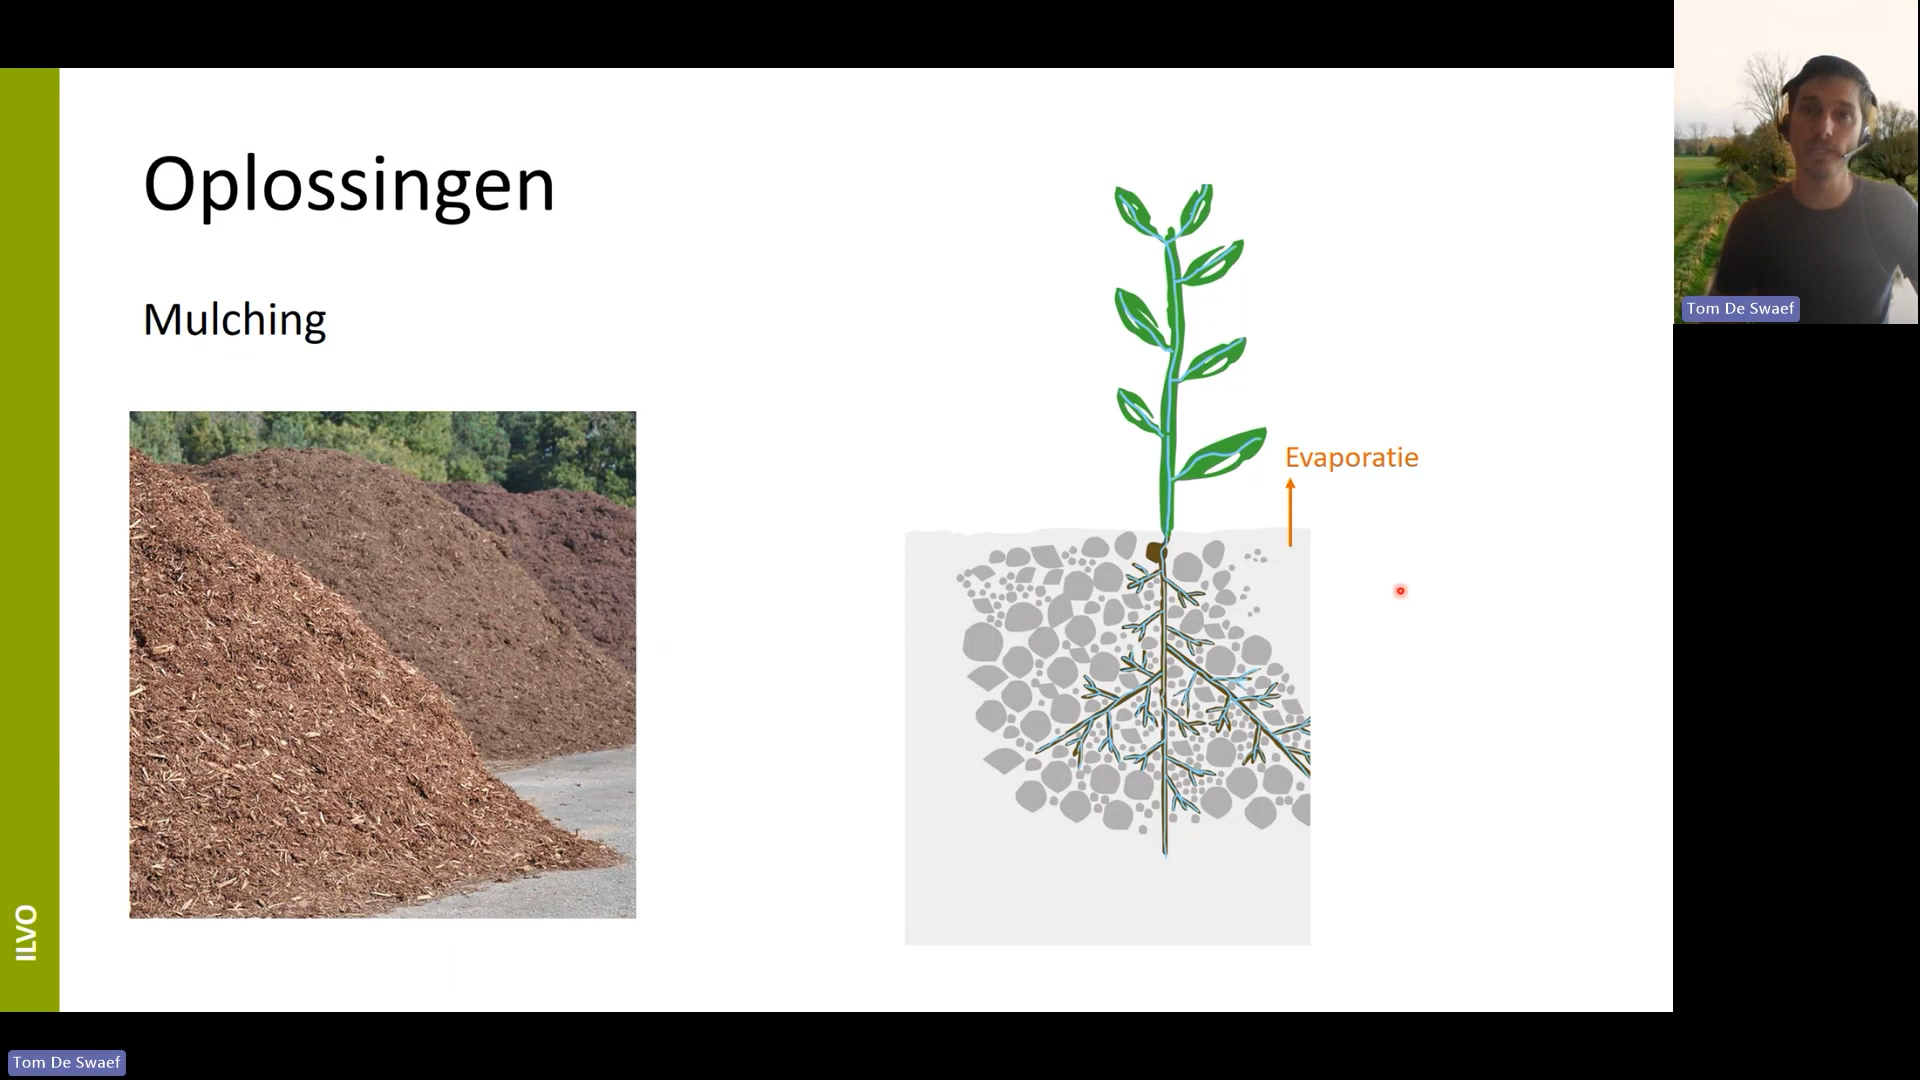 Oplossingen
Mulching
Evaporatie
ILVO
Tom De Swaef
Tom De Swaef